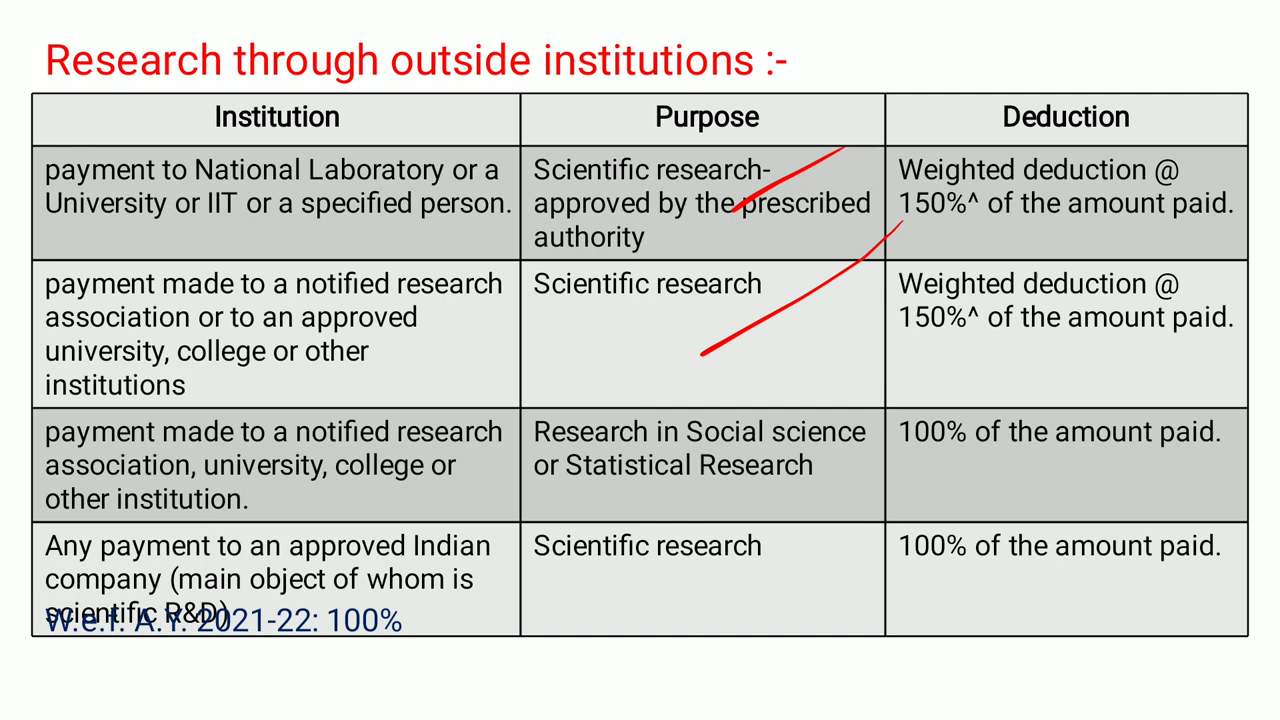 Research through outside institutions :-
Institution
Purpose
Deduction
payment to National Laboratory or a
University or IIT or a specified person.
Scientific research-
approved by the prescribed
authority
Weighted deduction @
150%^ of the amount paid.
payment made to a notified research
association or to an approved
university, college or other
institutions
Scientific research
Weighted deduction @
150%^ of the amount paid.
payment made to a notified research
association, university, college or
other institution.
Research in Social science
or Statistical Research
100% of the amount paid.
Any payment to an approved Indian
company (main object of whom is
scientific R&D)
Scientific research
100% of the amount paid.
W.e.f. A.Y. 2021-22: 100%